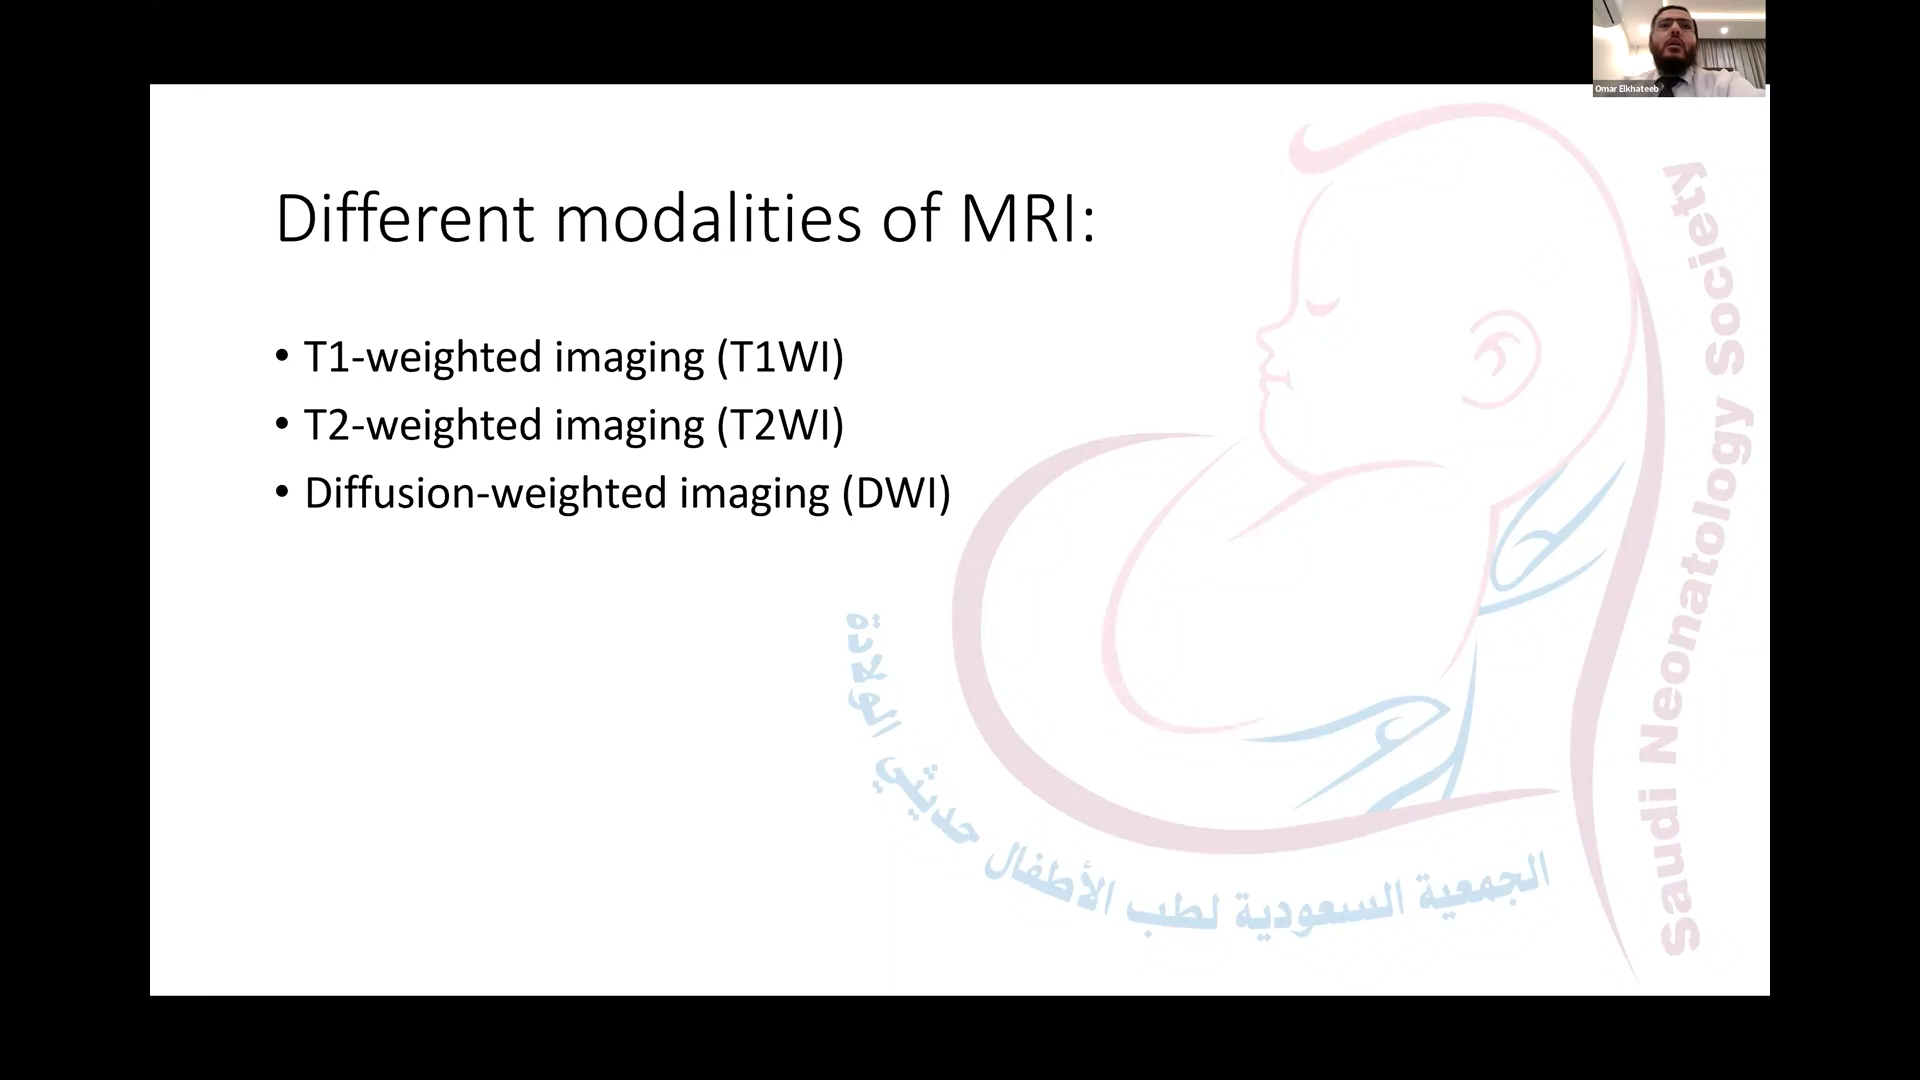 Omar Elkhateeb
Different modalities of MRI:
• T1-weighted imaging (T1WI)
• T2-weighted imaging (T2WI)
• Diffusion-weighted imaging (DWI)
Saudi Neonatology Society
الجمعية السعودية لطب الأطفال حديثي الولادة